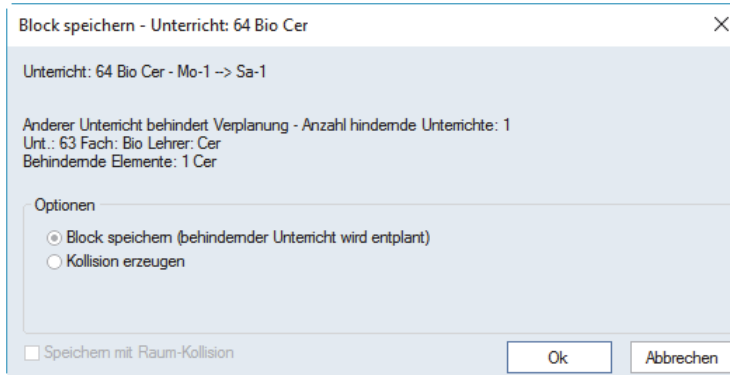 Block speichern - Unterricht: 64 Bio Cer
Unterricht: 64 Bio Cer - Mo-1 --> Sa-1
Anderer Unterricht behindert Verplanung - Anzahl hindernde Unterrichte: 1
Unt.: 63 Fach: Bio Lehrer: Cer
Behindernde Elemente: 1 Cer
Optionen
Block speichern (behindernder Unterricht wird entplant)
Kollision erzeugen
Speichern mit Raum-Kollision
Ok
Abbrechen